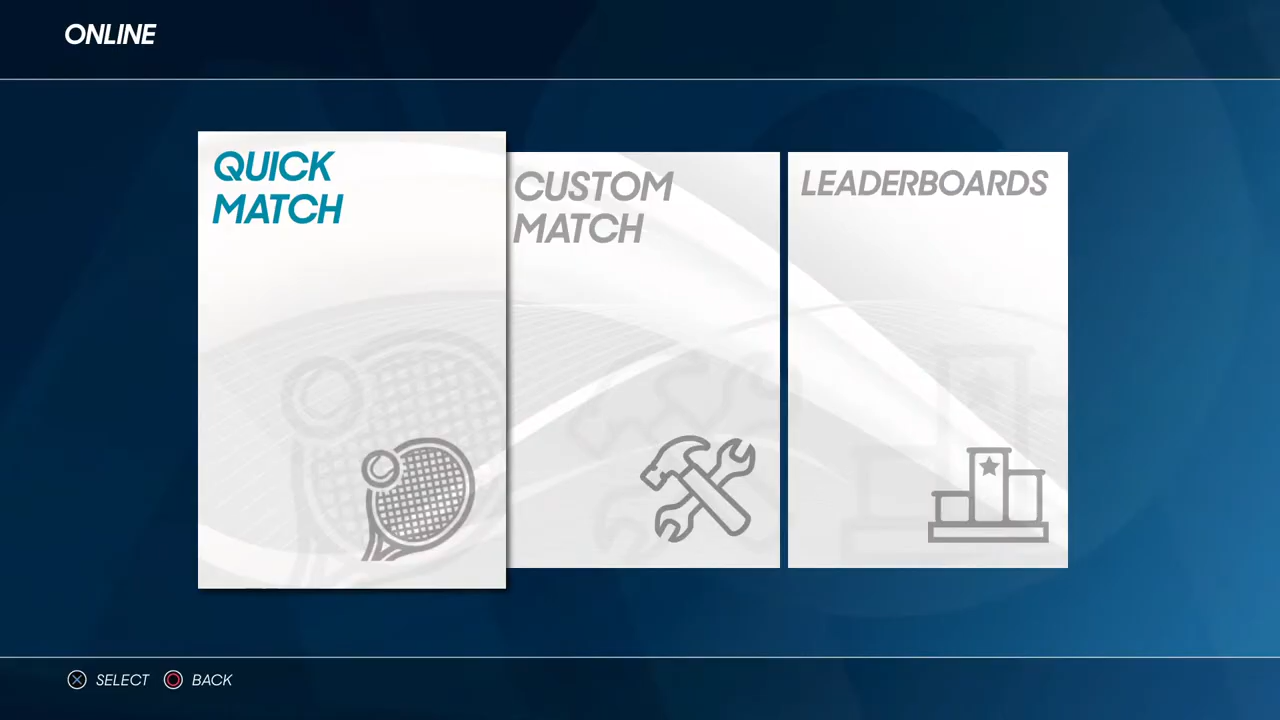 ONLINE
QUICK
MATCH
CUSTOM
MATCH
LEADERBOARDS
SELECT BACK